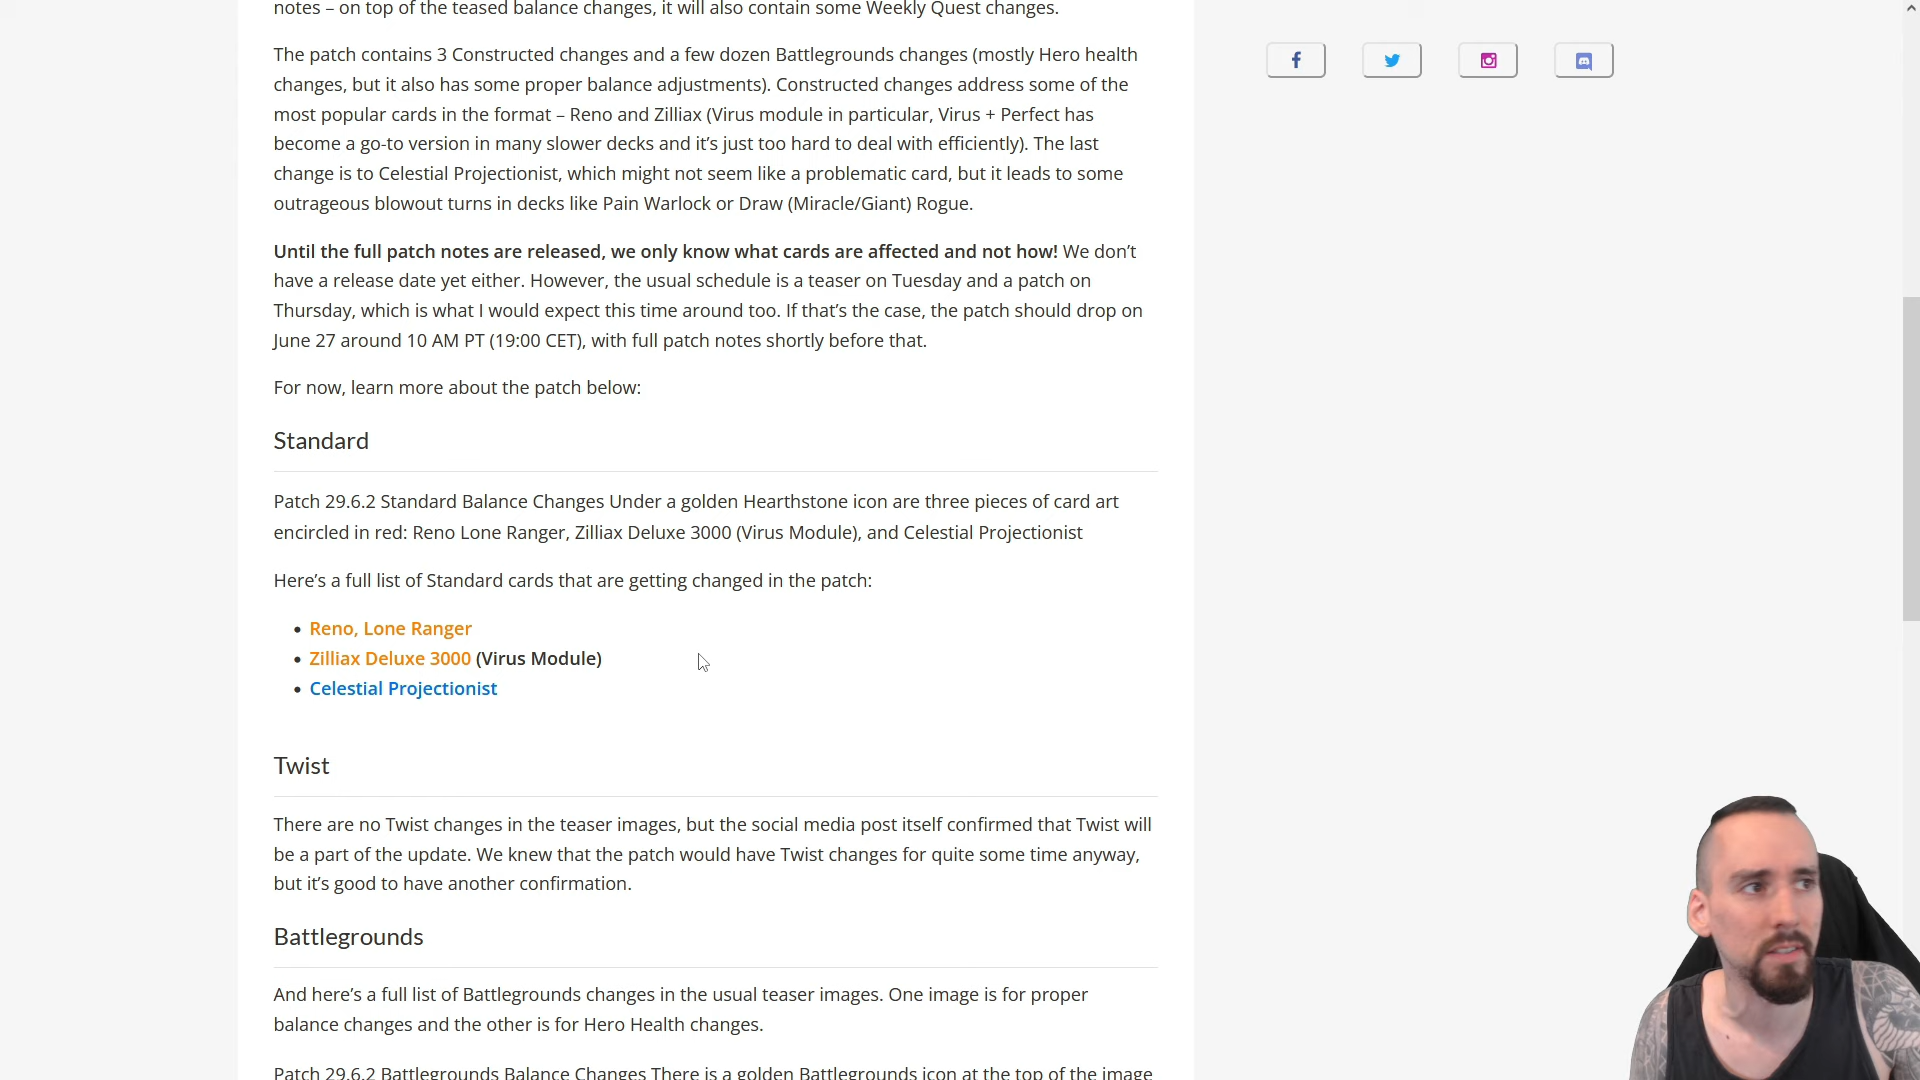 notes – on top of the teased balance changes, it will also contain some Weekly Quest changes.
The patch contains 3 Constructed changes and a few dozen Battlegrounds changes (mostly Hero health
changes, but it also has some proper balance adjustments). Constructed changes address some of the
most popular cards in the format – Reno and Zilliax (Virus module in particular, Virus + Perfect has
become a go-to version in many slower decks and it's just too hard to deal with efficiently). The last
change is to Celestial Projectionist, which might not seem like a problematic card, but it leads to some
outrageous blowout turns in decks like Pain Warlock or Draw (Miracle/Giant) Rogue.
Until the full patch notes are released, we only know what cards are affected and not how! We don't
have a release date yet either. However, the usual schedule is a teaser on Tuesday and a patch on
Thursday, which is what I would expect this time around too. If that's the case, the patch should drop on
June 27 around 10 AM PT (19:00 CET), with full patch notes shortly before that.
For now, learn more about the patch below:
Standard
Patch 29.6.2 Standard Balance Changes Under a golden Hearthstone icon are three pieces of card art
encircled in red: Reno Lone Ranger, Zilliax Deluxe 3000 (Virus Module), and Celestial Projectionist
Here's a full list of Standard cards that are getting changed in the patch:
• Reno, Lone Ranger
• Zilliax Deluxe 3000 (Virus Module)
• Celestial Projectionist
Twist
There are no Twist changes in the teaser images, but the social media post itself confirmed that Twist will
be a part of the update. We knew that the patch would have Twist changes for quite some time anyway,
but it's good to have another confirmation.
Battlegrounds
And here's a full list of Battlegrounds changes in the usual teaser images. One image is for proper
balance changes and the other is for Hero Health changes.
Patch 29.6.2 Battlegrounds Balance Changes There is a golden Battlegrounds icon at the top of the image